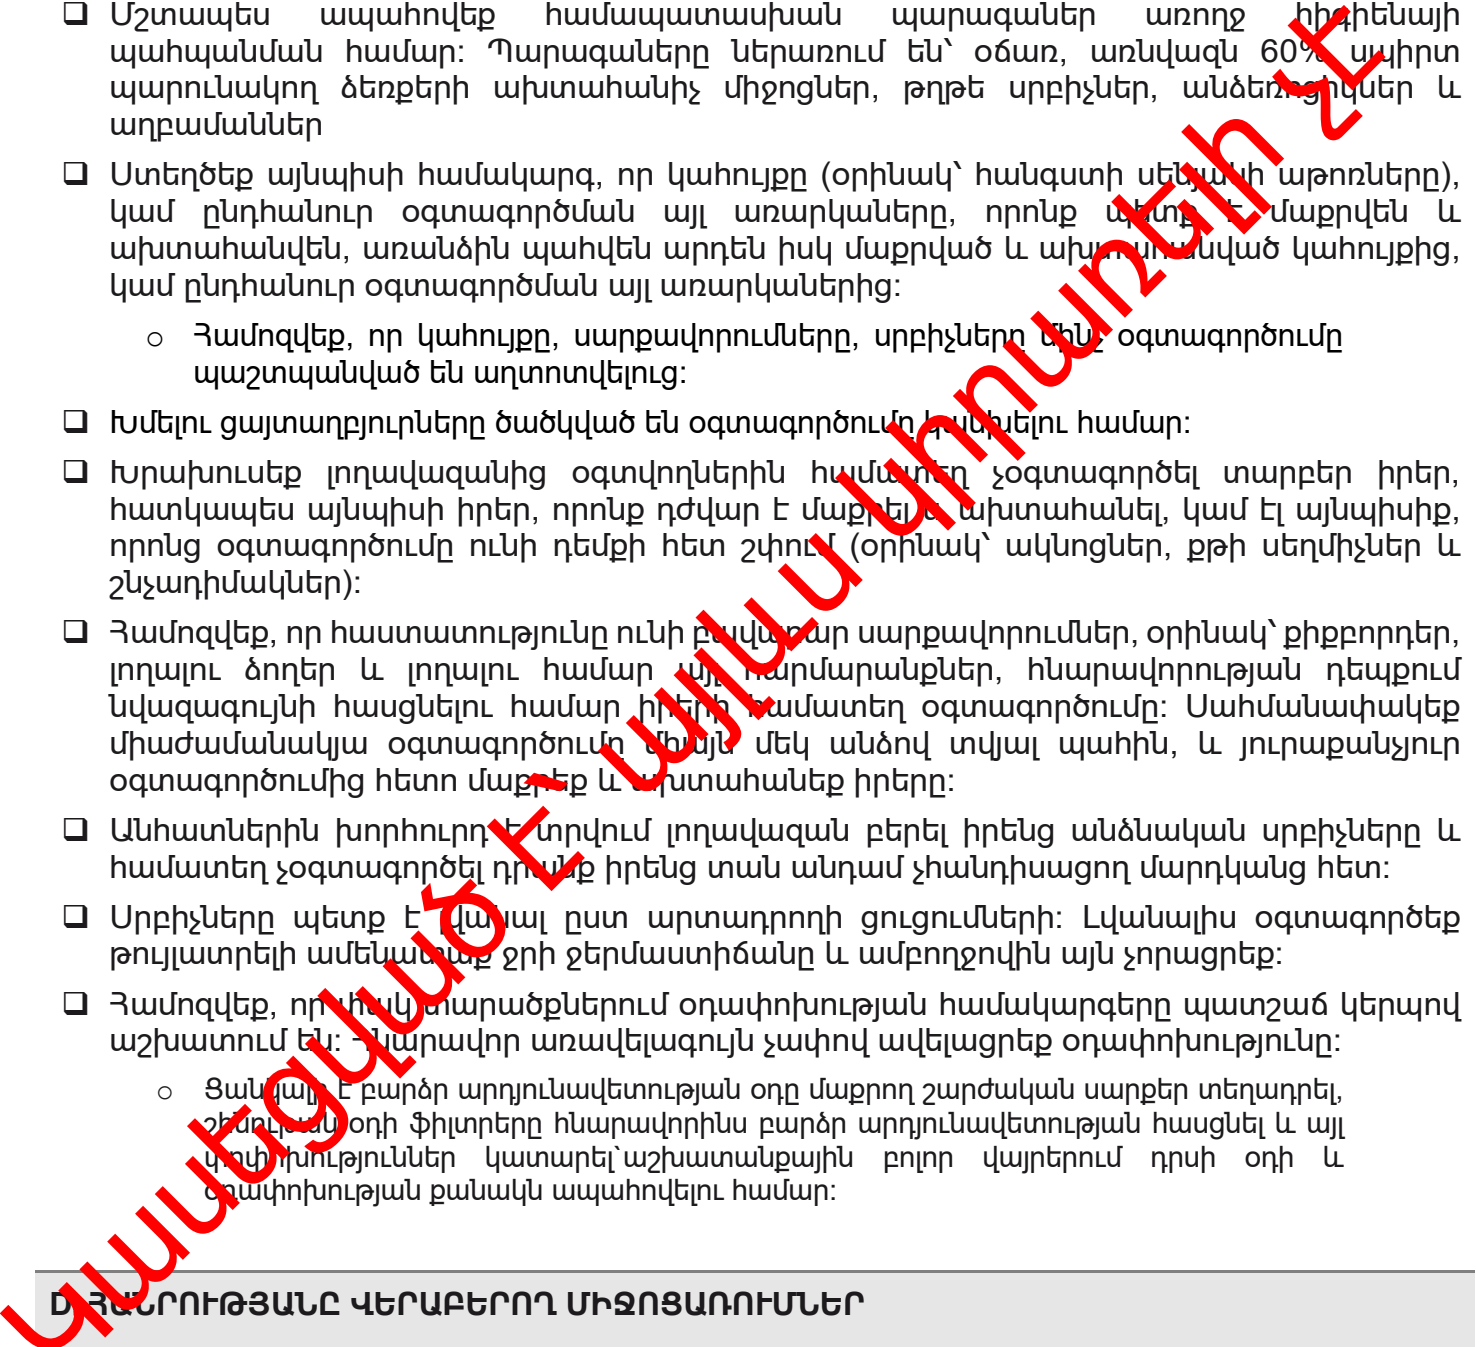 ❑ Մշտապես ապահովեք համապատասխան պարագաներ առողջ հիգիենայի
պահպանման համար: Պարագաները ներառում են՝ օճառ, առնվազն 60% սպիրտ
պարունակող ձեռքերի ախտահանիչ միջոցներ, թղթե սրբիչներ, անձեռոցիկներ և
աղբամաններ
❑ Ստեղծեք այնպիսի համակարգ, որ կահույքը (օրինակ՝ հանգստի սենյակի աթոռները),
կամ ընդհանուր օգտագործման այլ առարկաները, որոնք պետք է մաքրվեն և
ախտահանվեն, առանձին պահվեն արդեն իսկ մաքրված և ախտահանված կահույքից,
կամ ընդհանուր օգտագործման այլ առարկաներից:
○ Համոզվեք, որ կահույքը, սարքավորումները, սրբիչները մինչ օգտագործումը
պաշտպանված են աղտոտվելուց:
❑ Խմելու ցայտաղբյուրները ծածկված են օգտագործումը կանխելու համար:
❑ Խրախուսեք լողավազանից օգտվողներին համատեղ չօգտագործել տարբեր իրեր,
հատկապես այնպիսի իրեր, որոնք դժվար է մաքրել և ախտահանել, կամ էլ այնպիսիք,
որոնց օգտագործումը ունի դեմքի հետ շփում (օրինակ՝ ակնոցներ, քթի սեղմիչներ և
շնչադիմակներ):
❑ Համոզվեք, որ հաստատությունը ունի բավարար սարքավորումներ, օրինակ՝ քիքբորդեր,
լողալու ձողեր և լողալու համար այլ հարմարանքներ, հնարավորության դեպքում
նվազագույնի հասցնելու համար իրերի համատեղ օգտագործումը: Սահմանափակեք
միաժամանակյա օգտագործումը միայն մեկ անձով տվյալ պահին, և յուրաքանչյուր
օգտագործումից հետո մաքրեք և ախտահանեք իրերը:
❑ Անհատներին խորհուրդ է տրվում լողավազան բերել իրենց անձնական սրբիչները և
համատեղ չօգտագործել դրանք իրենց տան անդամ չհանդիսացող մարդկանց հետ:
❑ Սրբիչները պետք է լվանալ ըստ արտադրողի ցուցումների: Լվանալիս օգտագործեք
թույլատրելի ամենատաք ջրի ջերմաստիճանը և ամբողջովին այն չորացրեք:
❑ Համոզվեք, որ փակ տարածքներում օդափոխության համակարգերը պատշաճ կերպով
աշխատում են: Հնարավոր առավելագույն չափով ավելացրեք օդափոխությունը:
○ Ցանկալի է բարձր արդյունավետության օդը մաքրող շարժական սարքեր տեղադրել,
շինության օդի ֆիլտրերը հնարավորինս բարձր արդյունավետության հասցնել և այլ
փոփոխություններ կատարել՝աշխատանքային բոլոր վայրերում դրսի օդի և
օդափոխության քանակն ապահովելու համար:
D ՀԱՆՐՈՒԹՅԱՆԸ ՎԵՐԱԲԵՐՈՂ ՄԻՋՈՑԱՌՈՒՄՆԵՐ
Կասեցված է՝ այլևս կիրառելի չէ